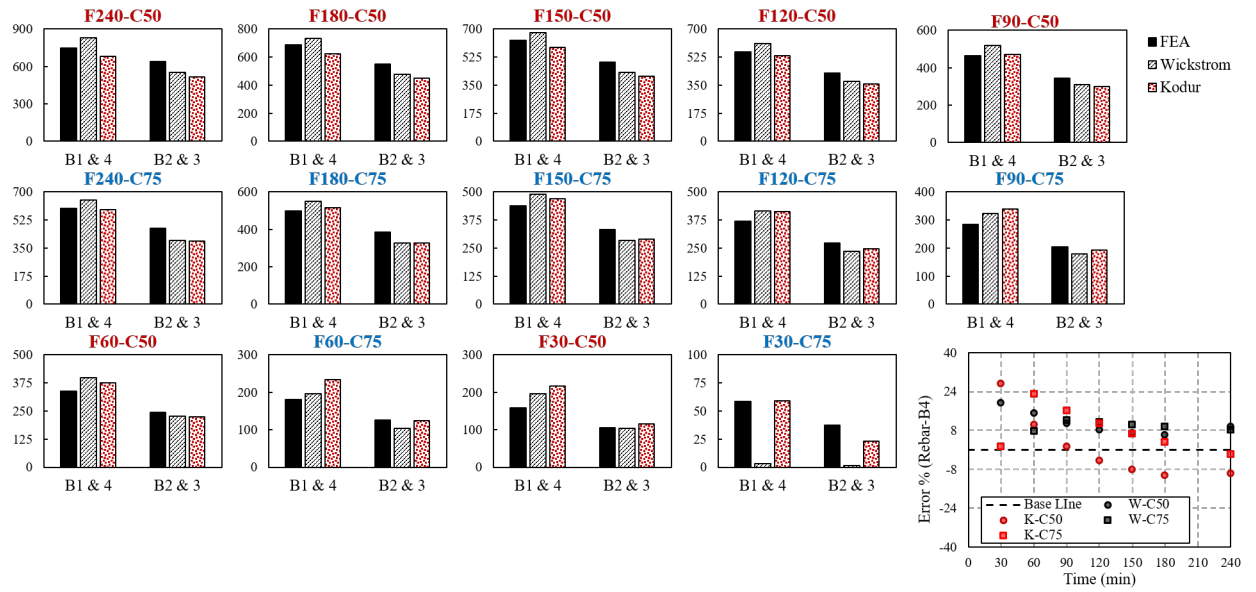 F240-C50
900
600
300
0
B1 & 4
B2 & 3
F180-C50
800
600
400
200
0
B1 & 4
B2 & 3
F150-C50
700
525
350
175
0
B1 & 4
B2 & 3
F120-C50
700
525
350
175
0
B1 & 4
B2 & 3
F90-C50
600
400
200
0
B1 & 4
B2 & 3
FEA
Wickstrom
Kodur
F240-C75
700
525
350
175
0
B1 & 4
B2 & 3
F180-C75
600
400
200
0
B1 & 4
B2 & 3
F150-C75
500
375
250
125
0
B1 & 4
B2 & 3
F120-C75
500
375
250
125
0
B1 & 4
B2 & 3
F90-C75
400
300
200
100
0
B1 & 4
B2 & 3
F60-C50
500
375
250
125
0
B1 & 4
B2 & 3
F60-C75
300
200
100
0
B1 & 4
B2 & 3
F30-C50
300
200
100
0
B1 & 4
B2 & 3
F30-C75
100
75
50
25
0
B1 & 4
B2 & 3
Error % (Rebar-B4)
40
24
8
-8
-24
-40
Base LIne
W-C50
K-C50
W-C75
K-C75
0 30 60 90 120 150 180 210 240
Time (min)